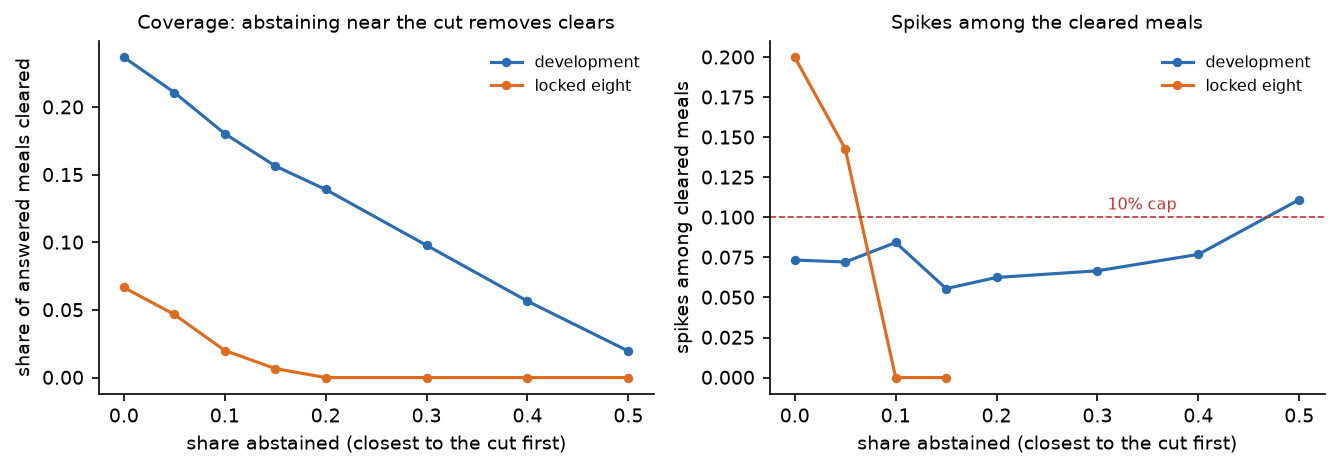 Coverage: abstaining near the cut removes clears
share of answered meals cleared
0.20
0.15
0.10
0.05
0.00
0.0 0.1 0.2 0.3 0.4 0.5
share abstained (closest to the cut first)
development
locked eight
Spikes among the cleared meals
spikes among cleared meals
0.200
0.175
0.150
0.125
0.100
0.075
0.050
0.025
0.000
0.0 0.1 0.2 0.3 0.4 0.5
share abstained (closest to the cut first)
development
locked eight
10% cap